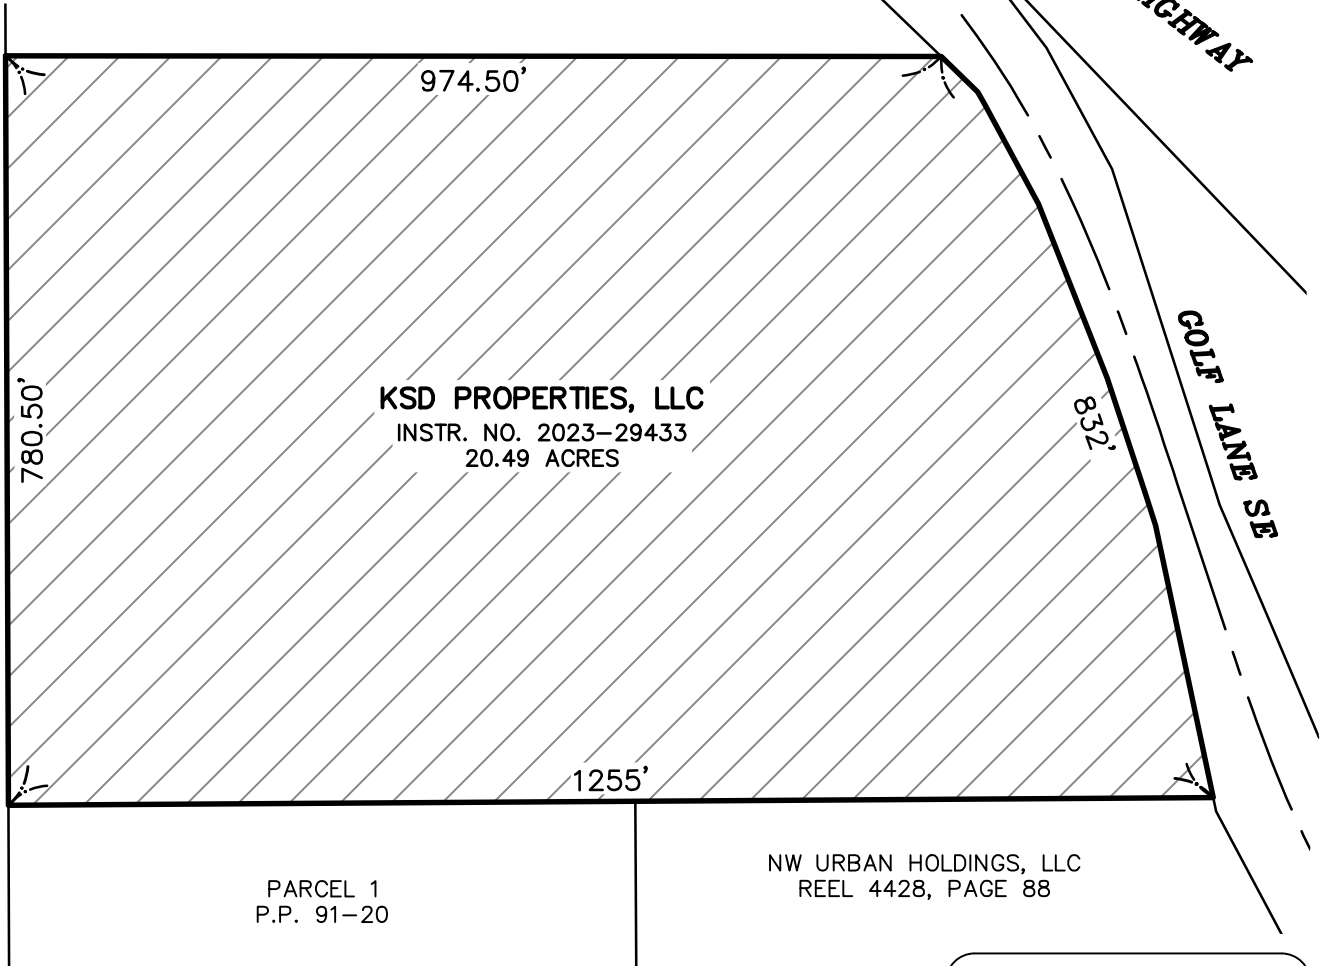 974.50'
780.50'
KSD PROPERTIES, LLC
INSTR. NO. 2023-29433
20.49 ACRES
832'
GOLF LANE SE
1255'
PARCEL 1
P.P. 91-20
NW URBAN HOLDINGS, LLC
REEL 4428, PAGE 88